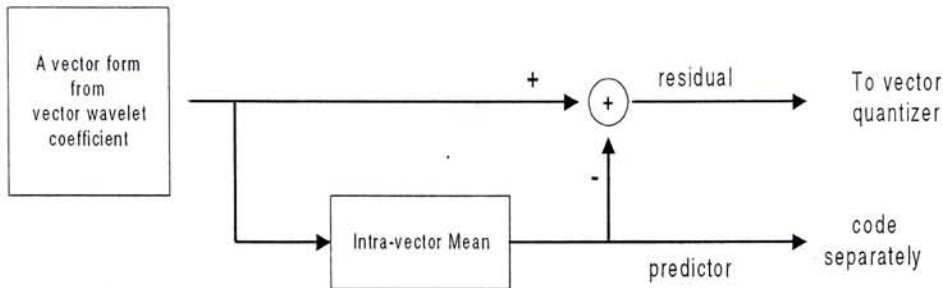 A vector form
from
vector wavelet
coefficient
+
+
residual
To vector
quantizer
-
Intra-vector Mean
predictor
code
separately